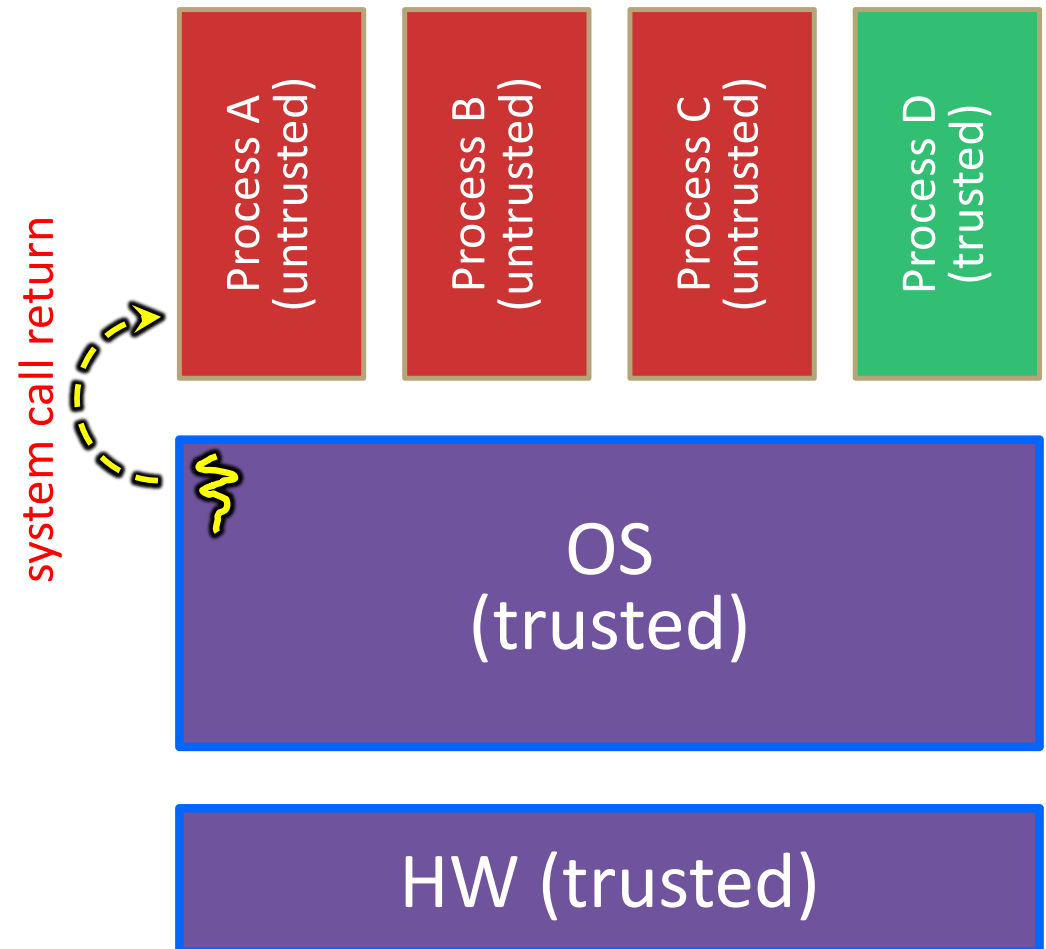 Process A
(untrusted)
Process B
(untrusted)
Process C
(untrusted)
Process D
(trusted)
system call return
OS
(trusted)
HW (trusted)